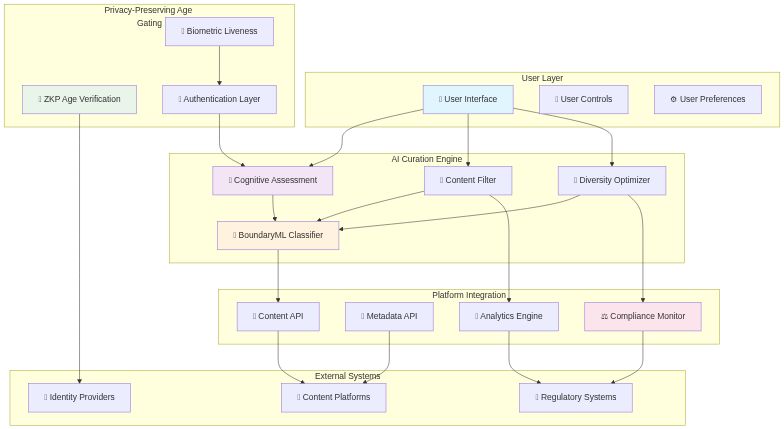 Privacy-Preserving Age
Gating
Biometric Liveness
ZKP Age Verification
Authentication Layer
User Layer
User Interface
User Controls
⚙ User Preferences
AI Curation Engine
Cognitive Assessment
Content Filter
Diversity Optimizer
BoundaryML Classifier
Platform Integration
Content API
Metadata API
Analytics Engine
⚖ Compliance Monitor
External Systems
Identity Providers
Content Platforms
Regulatory Systems